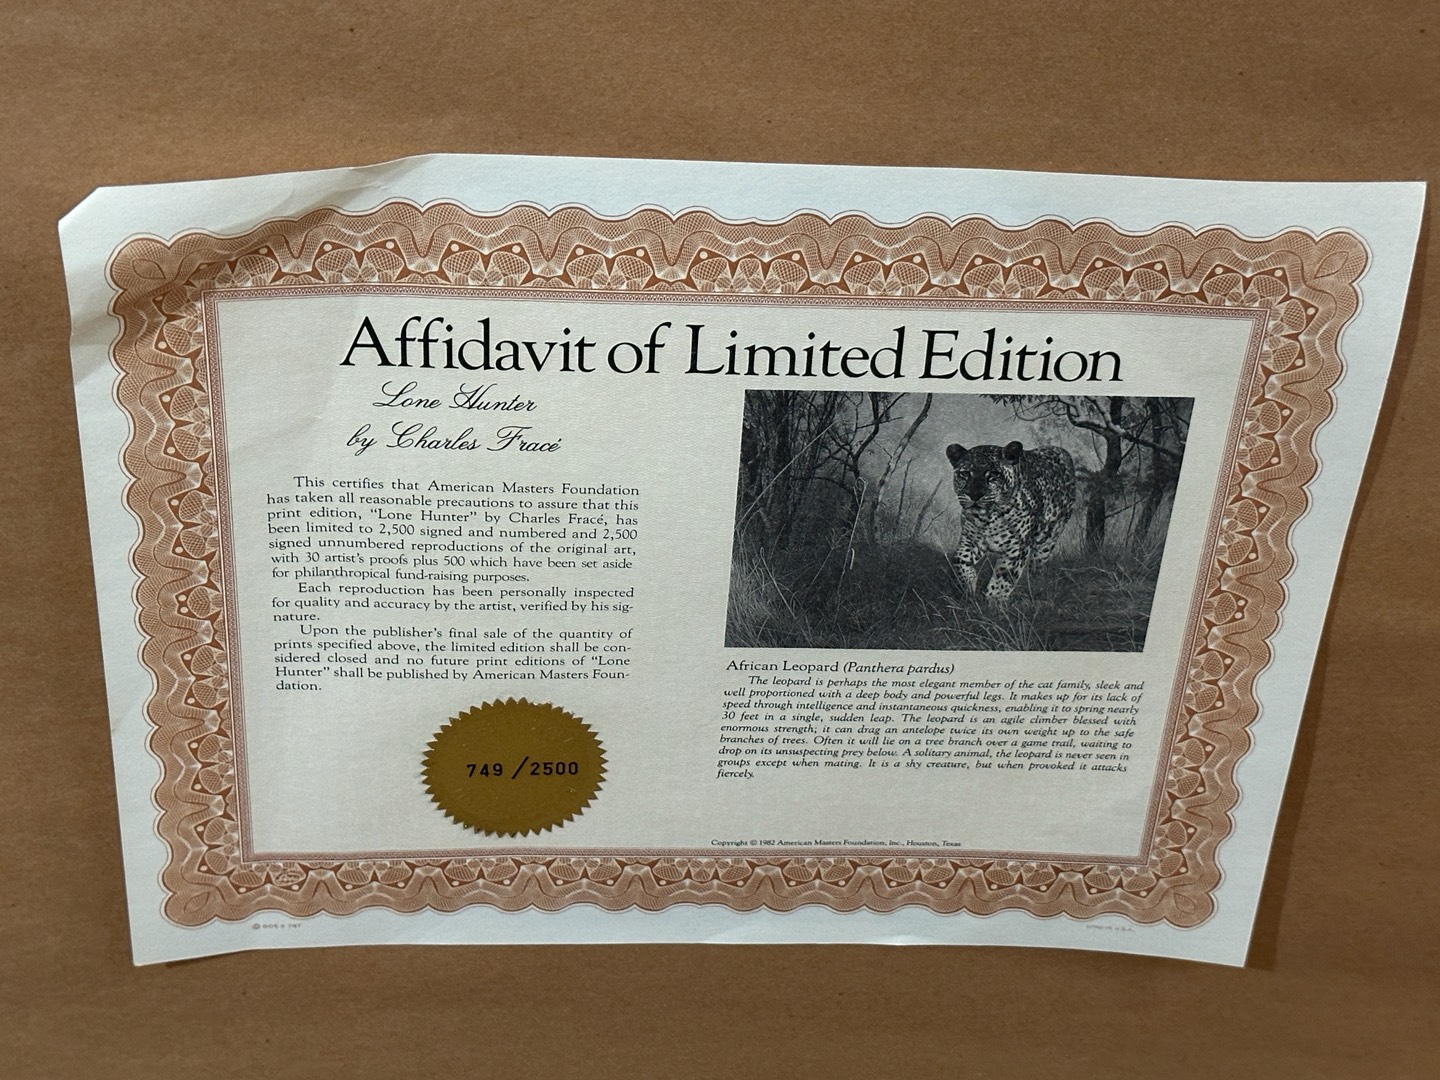 Affidavit of Limited Edition
Lone Hunter
by Charles Fracé
This certifies that American Masters Foundation
has taken all reasonable precautions to assure that this
print edition, “Lone Hunter” by Charles Fracé, has
been limited to 2,500 signed and numbered and 2,500
signed unnumbered reproductions of the original art,
with 30 artist’s proofs plus 500 which have been set aside
for philanthropical fund-raising purposes.
Each reproduction has been personally inspected
for quality and accuracy by the artist, verified by his sig-
nature.
Upon the publisher’s final sale of the quantity of
prints specified above, the limited edition shall be con-
sidered closed and no future print editions of “Lone
Hunter” shall be published by American Masters Foun-
dation.
749 / 2500
African Leopard (Panthera pardus)
The leopard is perhaps the most elegant member of the cat family, sleek and
well proportioned with a deep body and powerful legs. It makes up for its lack of
speed through intelligence and instantaneous quickness, enabling it to spring nearly
30 feet in a single, sudden leap. The leopard is an agile climber blessed with
enormous strength; it can drag an antelope twice its own weight up to the safe
branches of trees. Often it will lie on a tree branch over a game trail, waiting to
drop on its unsuspecting prey below. A solitary animal, the leopard is never seen in
groups except when mating. It is a shy creature, but when provoked it attacks
fiercely.
Copyright © 1982 American Masters Foundation, Inc., Houston, Texas